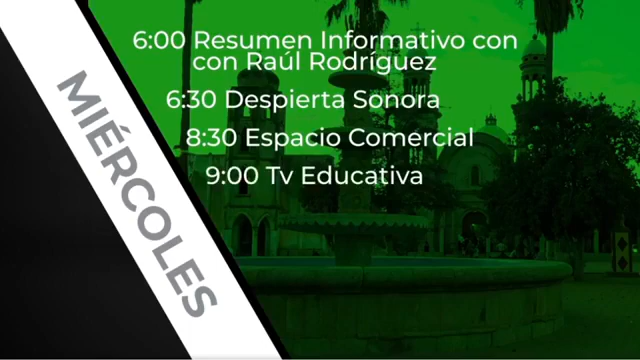 6:00 Resumen Informativo con
con Raúl Rodríguez
6:30 Despierta Sonora
8:30 Espacio Comercial
9:00 Tv Educativa
MIÉRCOLES